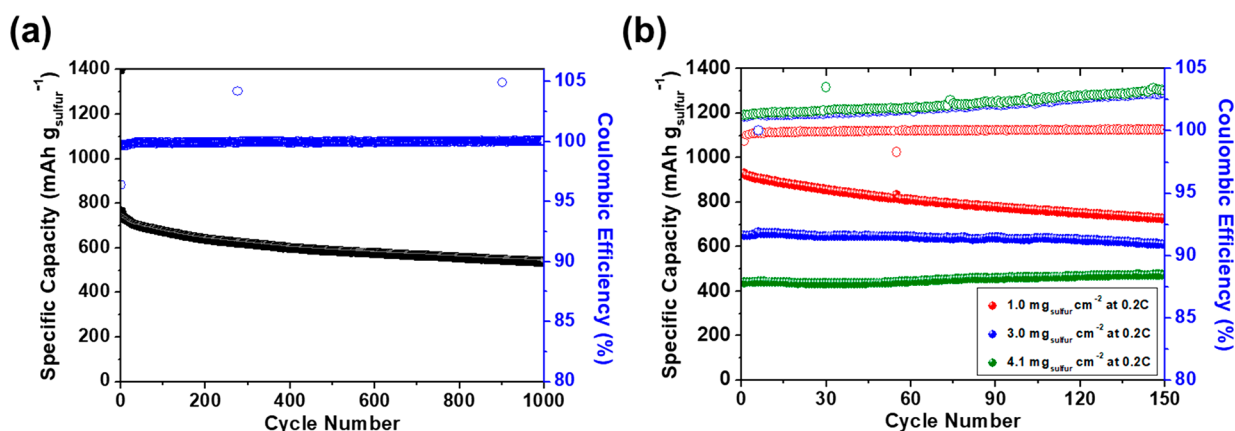 (a)
(b)
Specific Capacity (mAh g_sulfur^-1)
1400
1200
1000
800
600
400
200
0
0 200 400 600 800 1000
Cycle Number
105
100
95
90
85
80
Coulombic Efficiency (%)
Specific Capacity (mAh g_sulfur^-1)
1400
1200
1000
800
600
400
200
0
1.0 mg_sulfur cm^-2 at 0.2C
3.0 mg_sulfur cm^-2 at 0.2C
4.1 mg_sulfur cm^-2 at 0.2C
0 30 60 90 120 150
Cycle Number
105
100
95
90
85
80
Coulombic Efficiency (%)